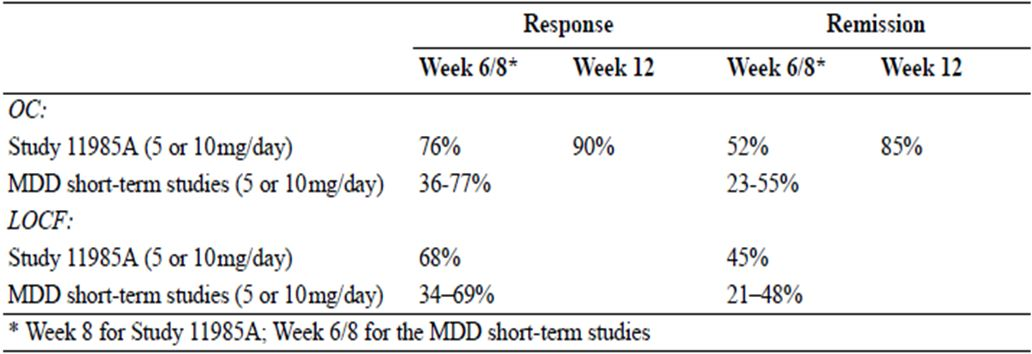 Response Remission
Week 6/8* Week 12 Week 6/8* Week 12
OC:
Study 11985A (5 or 10mg/day) 76% 90% 52% 85%
MDD short-term studies (5 or 10mg/day) 36-77% 23-55%
LOCF:
Study 11985A (5 or 10mg/day) 68% 45%
MDD short-term studies (5 or 10mg/day) 34–69% 21–48%
* Week 8 for Study 11985A; Week 6/8 for the MDD short-term studies